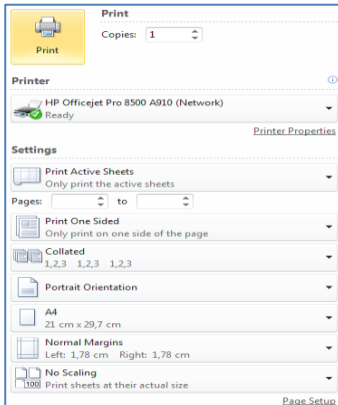 Print
Copies: 1
Print
Printer
HP Officejet Pro 8500 A910 (Network)
Ready
Printer Properties
Settings
Print Active Sheets
Only print the active sheets
Pages: to
Print One Sided
Only print on one side of the page
Collated
1,2,3 1,2,3 1,2,3
Portrait Orientation
A4
21 cm x 29,7 cm
Normal Margins
Left: 1,78 cm Right: 1,78 cm
No Scaling
100 Print sheets at their actual size
Page Setup